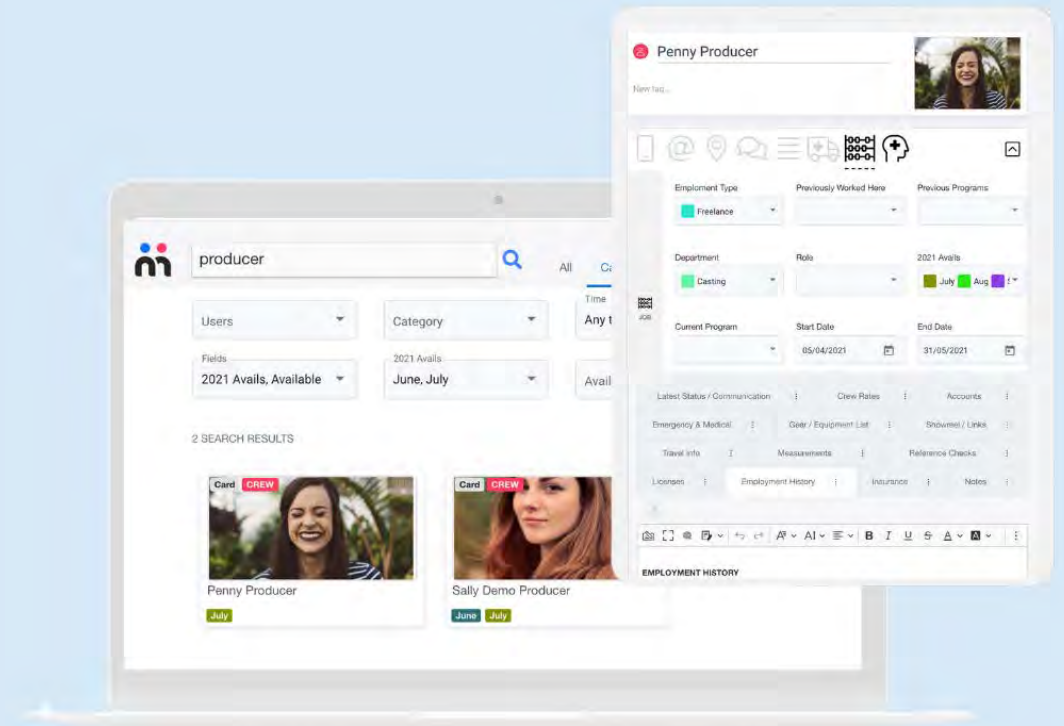 Penny Producer
New tag...
Employment Type
Previously Worked Here
Previous Programs
Freelance
Department
Role
2021 Avails
Casting
July Aug
JOB
Current Program
Start Date
End Date
05/04/2021
31/05/2021
Latest Status / Communication
Crew Rates
Accounts
Emergency & Medical
Gear / Equipment List
Showreel / Links
Travel Info
Measurements
Reference Checks
Licenses
Employment History
Insurance
Notes
AI
B I U S A A
EMPLOYMENT HISTORY
producer
All
Users
Category
Time
Any t
Fields
2021 Avails, Available
2021 Avails
June, July
Avail
2 SEARCH RESULTS
Card CREW
Card CREW
Penny Producer
Sally Demo Producer
July
June July